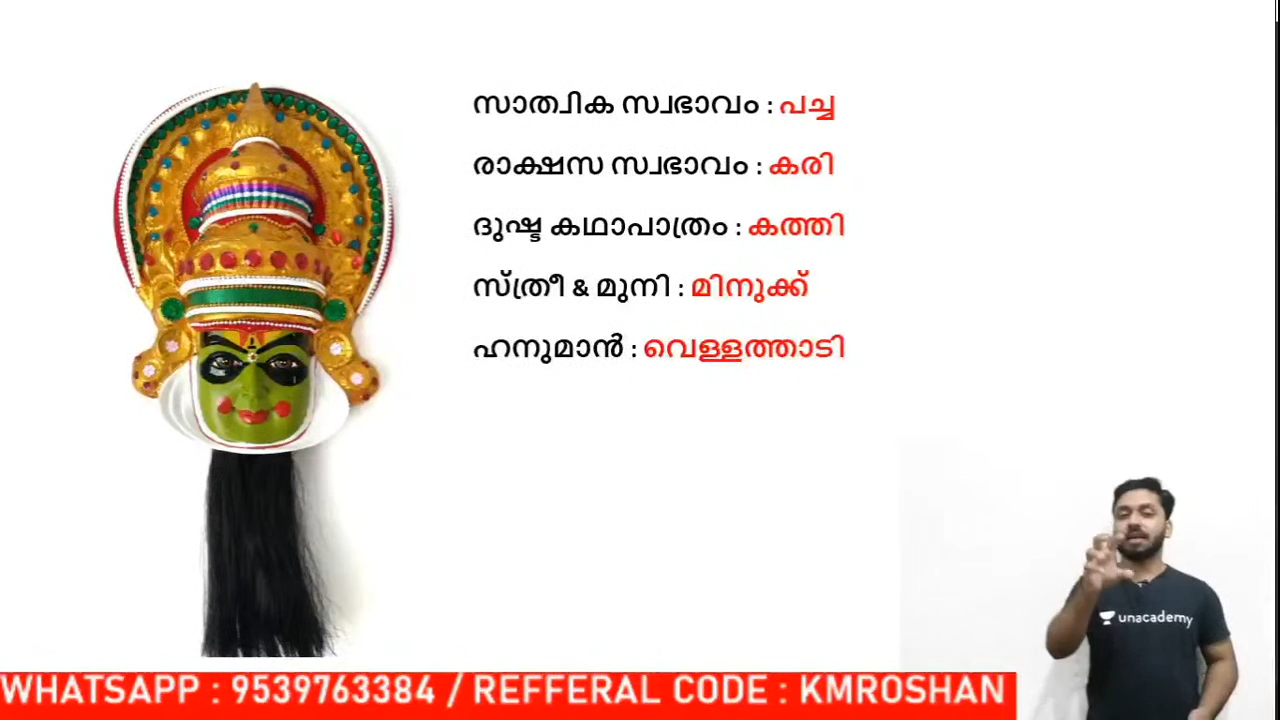 സാത്വിക സ്വഭാവം : പച്ച
രാക്ഷസ സ്വഭാവം : കരി
ദുഷ്ട കഥാപാത്രം : കത്തി
സ്ത്രീ & മുനി : മിനുക്ക്
ഹനുമാൻ : വെള്ളത്താടി
unacademy
WHATSAPP : 9539763384 / REFFERAL CODE : KMROSHAN